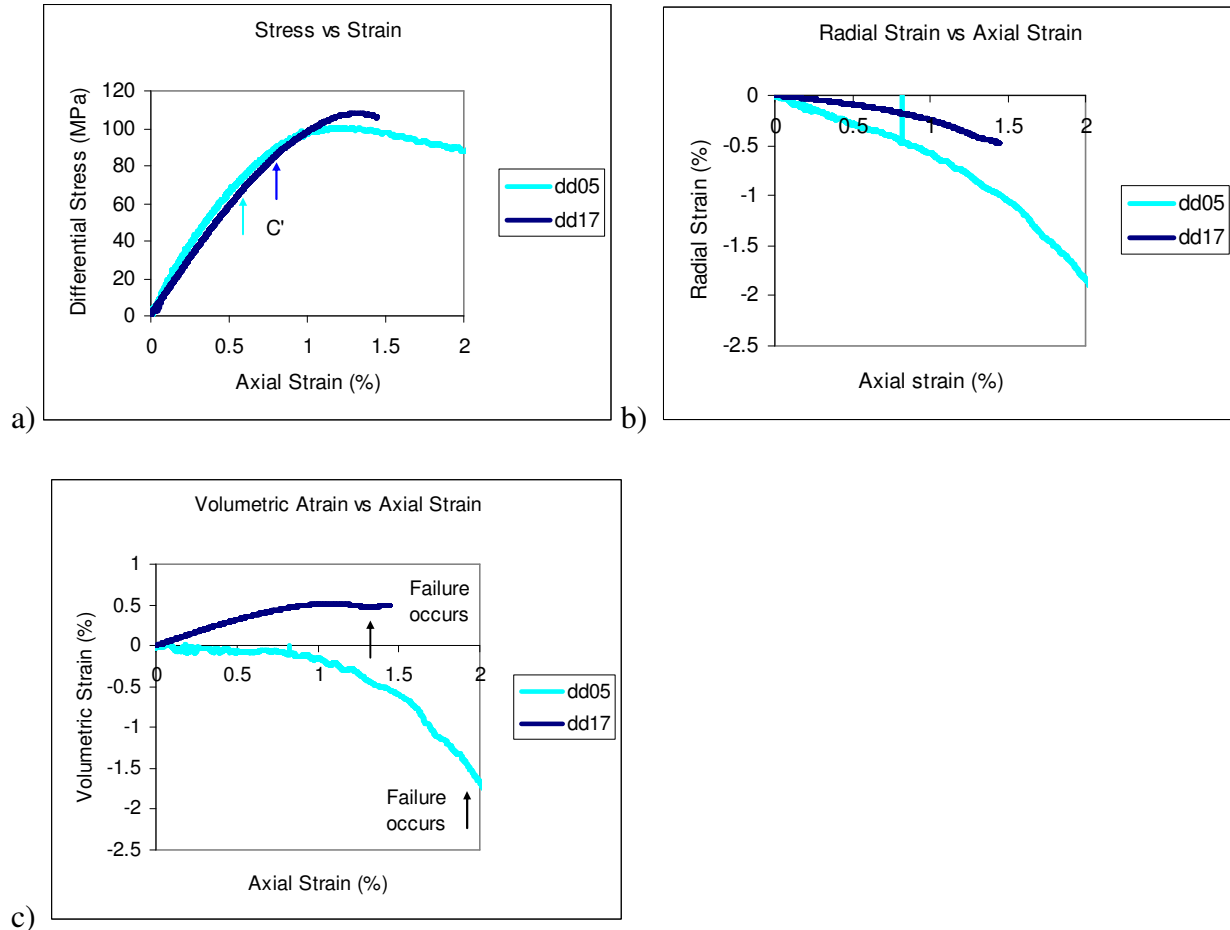 Stress vs Strain
Differential Stress (MPa)
120
100
80
60
40
20
0
C'
0 0.5 1 1.5 2
Axial Strain (%)
dd05
dd17
a)
Radial Strain vs Axial Strain
Radial Strain (%)
0
-0.5
-1
-1.5
-2
-2.5
0 0.5 1 1.5 2
Axial strain (%)
dd05
dd17
b)
Volumetric Atrain vs Axial Strain
Volumetric Strain (%)
1
0.5
0
-0.5
-1
-1.5
-2
-2.5
0 0.5 1 1.5 2
Failure
occurs
Failure
occurs
Axial Strain (%)
dd05
dd17
c)